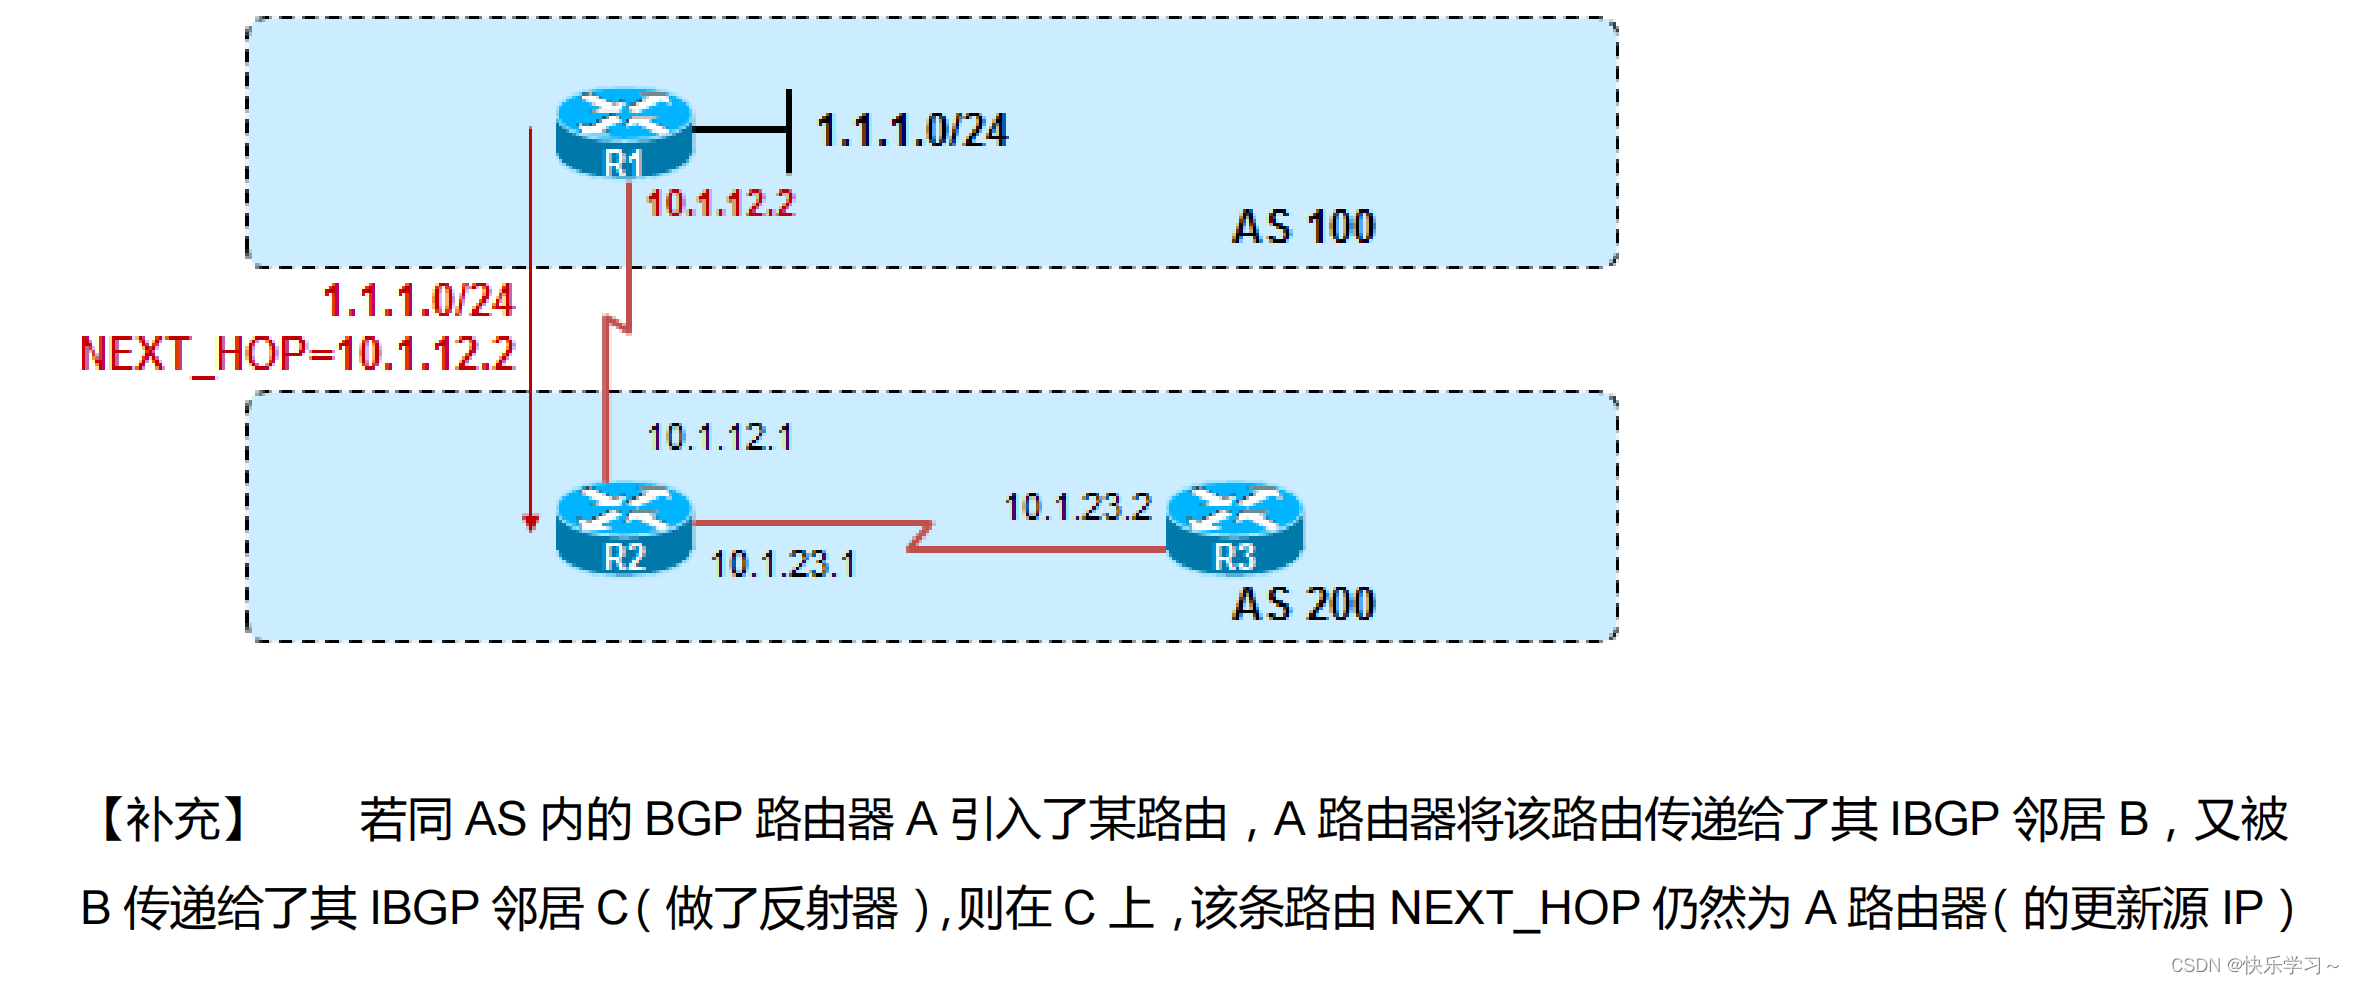 R1
1.1.1.0/24
10.1.12.2
AS 100
1.1.1.0/24
NEXT_HOP=10.1.12.2
10.1.12.1
10.1.23.2
R2
R3
10.1.23.1
AS 200
【补充】 若同 AS 内的 BGP 路由器 A 引入了某路由，A 路由器将该路由传递给了其 IBGP 邻居 B，又被
B 传递给了其 IBGP 邻居 C（做了反射器），则在 C 上，该条路由 NEXT_HOP 仍然为 A 路由器（的更新源 IP）
CSDN @快乐学习～